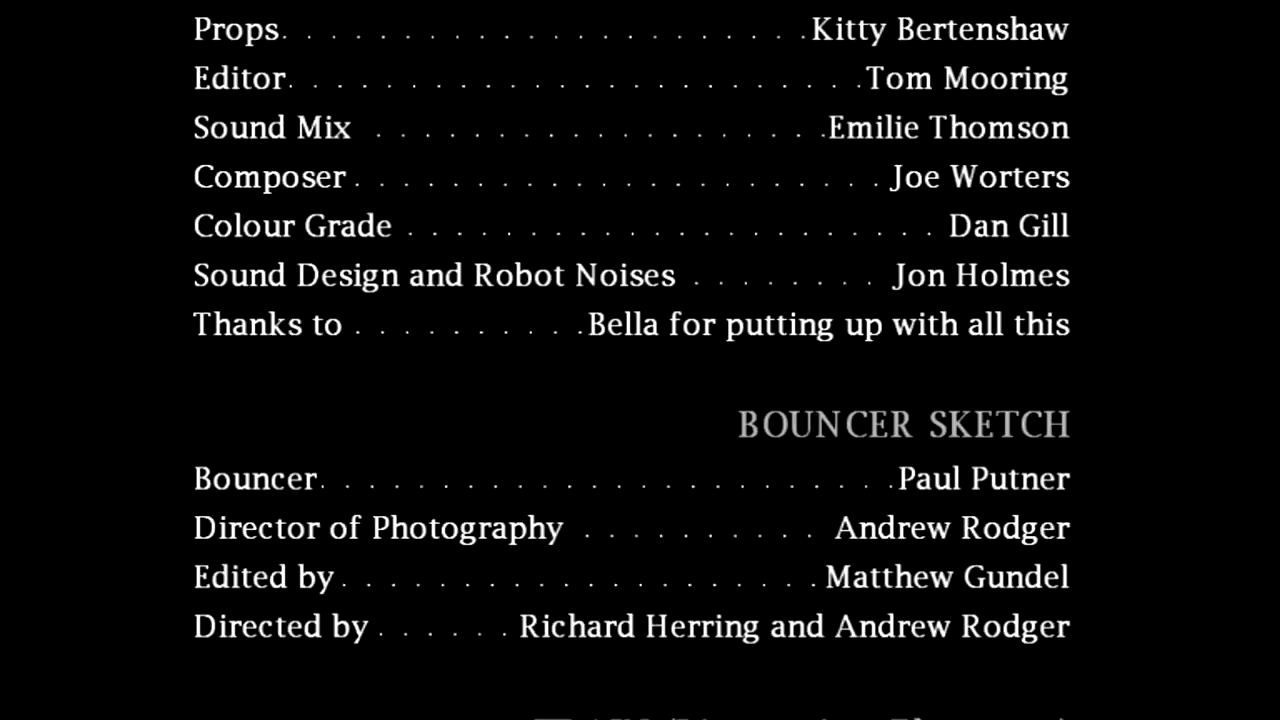 Props. . . . . . . . . . . . . . . . . . . . . .Kitty Bertenshaw
Editor. . . . . . . . . . . . . . . . . . . . . . . .Tom Mooring
Sound Mix . . . . . . . . . . . . . . . . . . .Emilie Thomson
Composer . . . . . . . . . . . . . . . . . . . . . . Joe Worters
Colour Grade . . . . . . . . . . . . . . . . . . . . . . Dan Gill
Sound Design and Robot Noises . . . . . . . . Jon Holmes
Thanks to . . . . . . . . . .Bella for putting up with all this
BOUNCER SKETCH
Bouncer. . . . . . . . . . . . . . . . . . . . . . . .Paul Putner
Director of Photography . . . . . . . . . . Andrew Rodger
Edited by . . . . . . . . . . . . . . . . . . . . Matthew Gundel
Directed by . . . . . . Richard Herring and Andrew Rodger